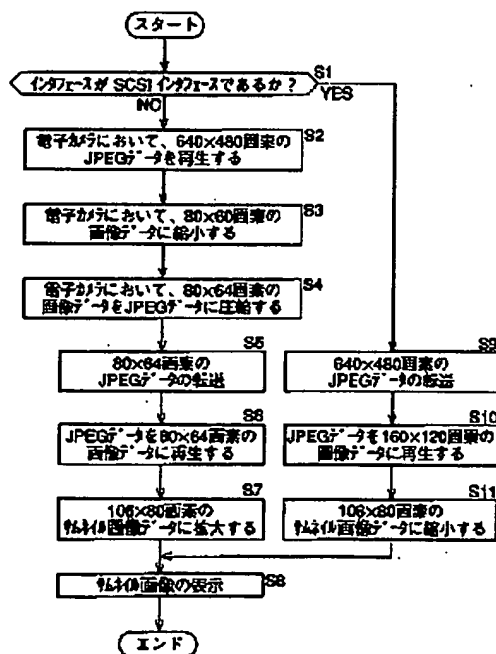 スタート
S1
インタフェースが SCSI インタフェースであるか?
NO
YES
S2
電子カメラにおいて、640×480画素の
JPEGデータを再生する
S3
電子カメラにおいて、80×60画素の
画像データに縮小する
S4
電子カメラにおいて、80×64画素の
画像データをJPEGデータに圧縮する
S5
80×64画素の
JPEGデータの転送
S6
JPEGデータを80×64画素の
画像データに再生する
S7
106×80画素の
サムネイル画像データに拡大する
S9
640×480画素の
JPEGデータの転送
S10
JPEGデータを160×120画素の
画像データに再生する
S11
106×80画素の
サムネイル画像データに縮小する
S8
サムネイル画像の表示
エンド